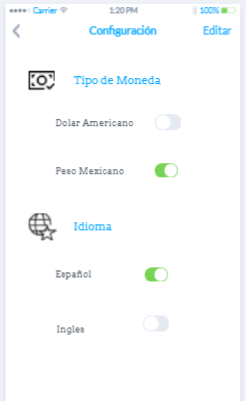 Carrier 1:20 PM 100%
Configuración Editar
Tipo de Moneda
Dolar Americano
Peso Mexicano
Idioma
Español
Ingles